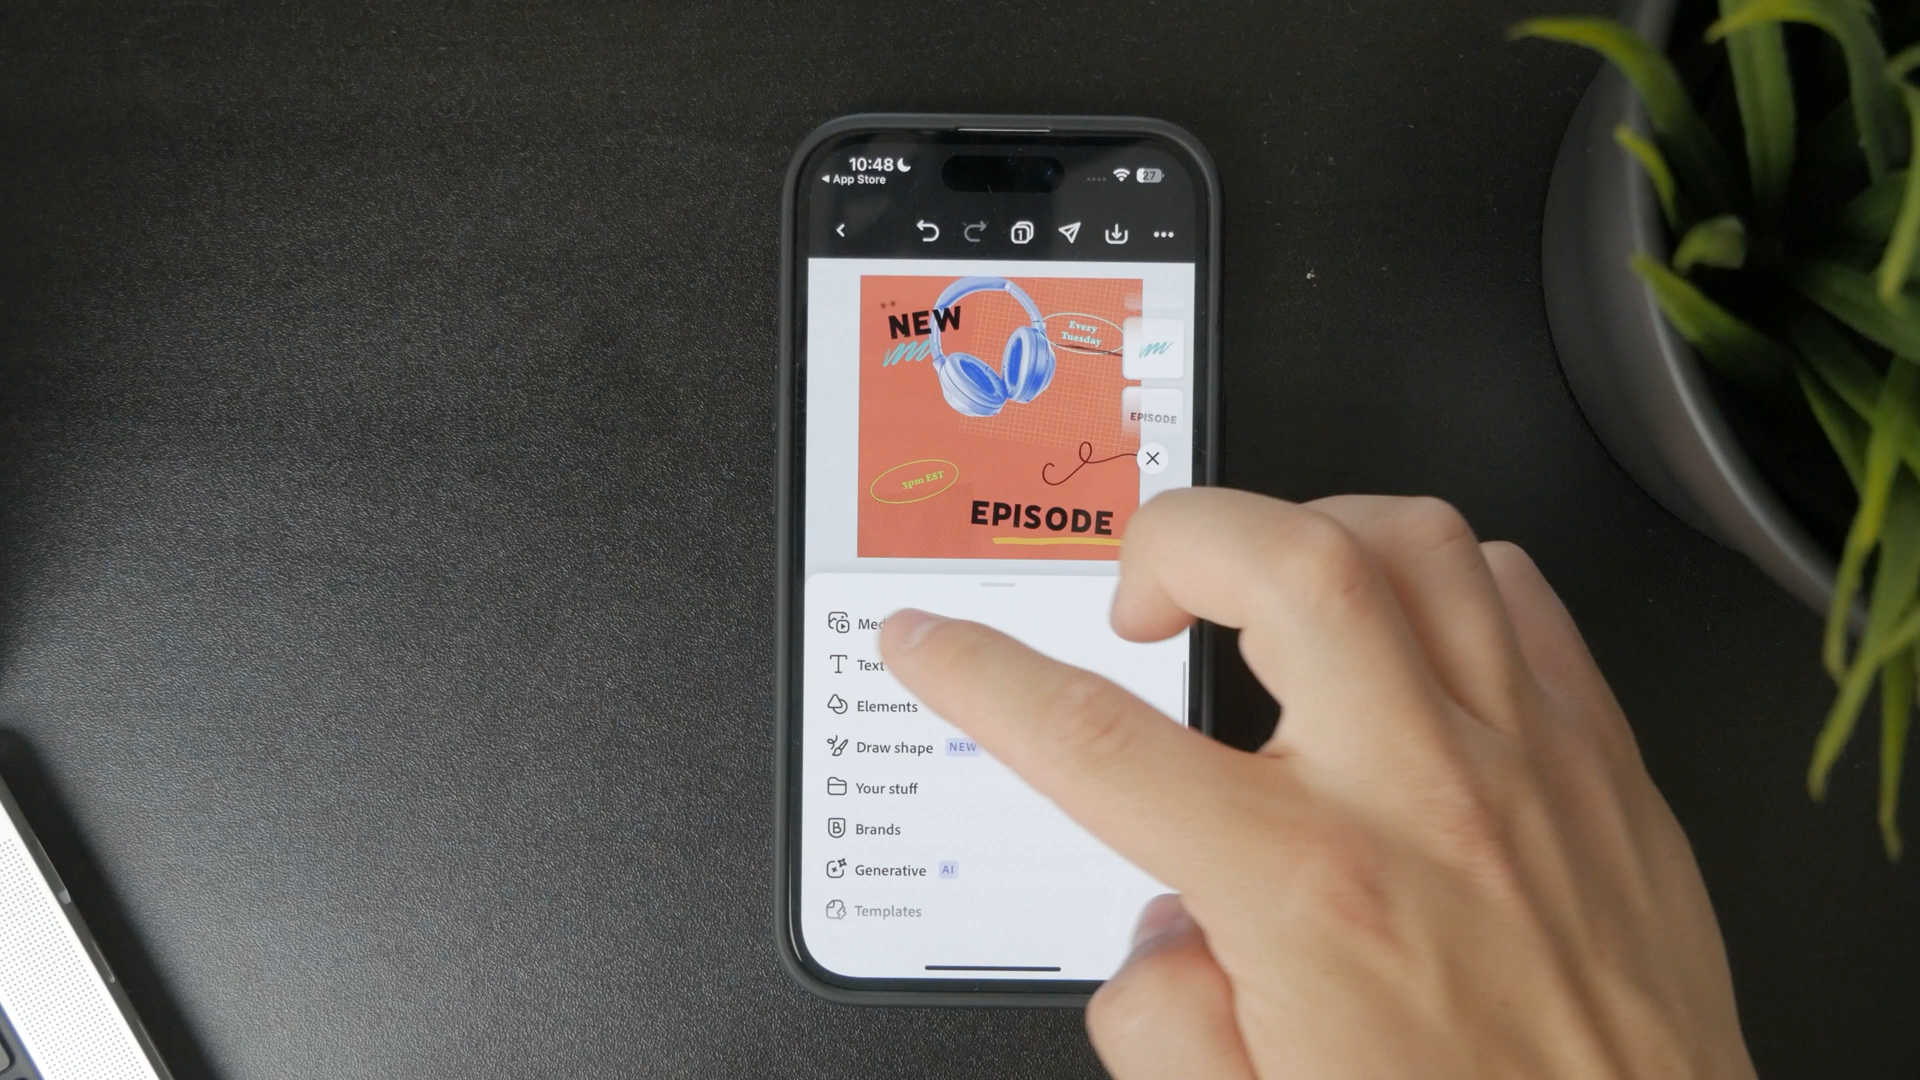 10:48
App Store
27
1
NEW
Every
Tuesday
EPISODE
3pm EST
EPISODE
Text
Elements
Draw shape NEW
Your stuff
Brands
Generative AI
Templates